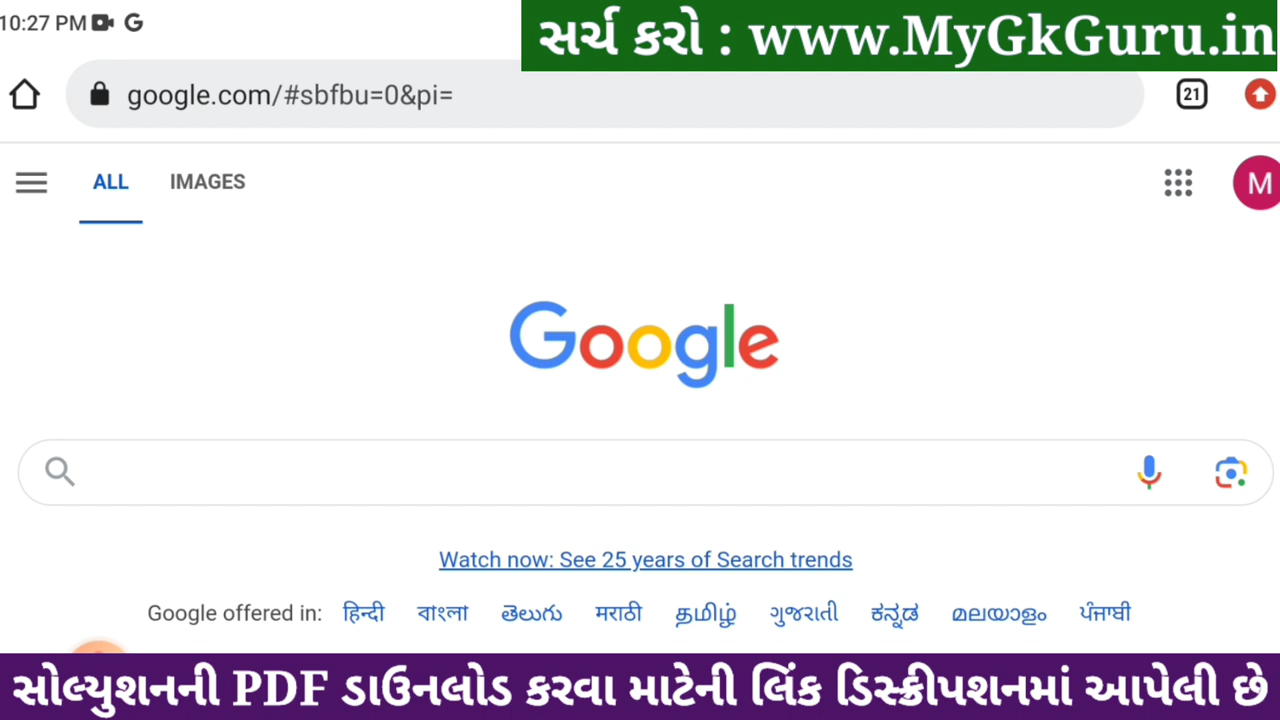 10:27 PM G
સર્ચ કરો : www.MyGkGuru.in
google.com/#sbfbu=0&pi=
21
ALL IMAGES
M
Google
Watch now: See 25 years of Search trends
Google offered in: हिन्दी বাংলা తెలుగు मराठी தமிழ் ગુજરાતી ಕನ್ನಡ മലയാളം ਪੰਜਾਬੀ
સોલ્યુશનની PDF ડાઉનલોડ કરવા માટેની લિંક ડિસ્ક્રીપશનમાં આપેલી છે